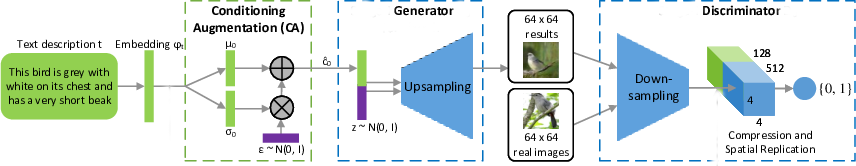 Text description t
This bird is grey with
white on its chest and
has a very short beak
Embedding φt
Conditioning
Augmentation (CA)
μ₀
σ₀
ε ~ N(0, I)
ĉ₀
Generator
z ~ N(0, I)
Upsampling
64 x 64
results
64 x 64
real images
Discriminator
Down-
sampling
128
512
4
4
{0, 1}
Compression and
Spatial Replication